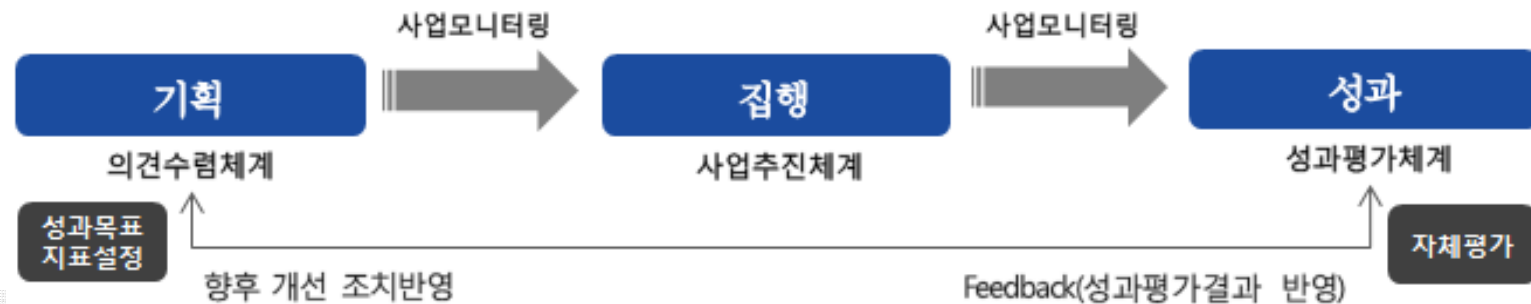 사업모니터링
사업모니터링
기획
집행
성과
의견수렴체계
사업추진체계
성과평가체계
성과목표
지표설정
자체평가
향후 개선 조치반영
Feedback(성과평가결과 반영)